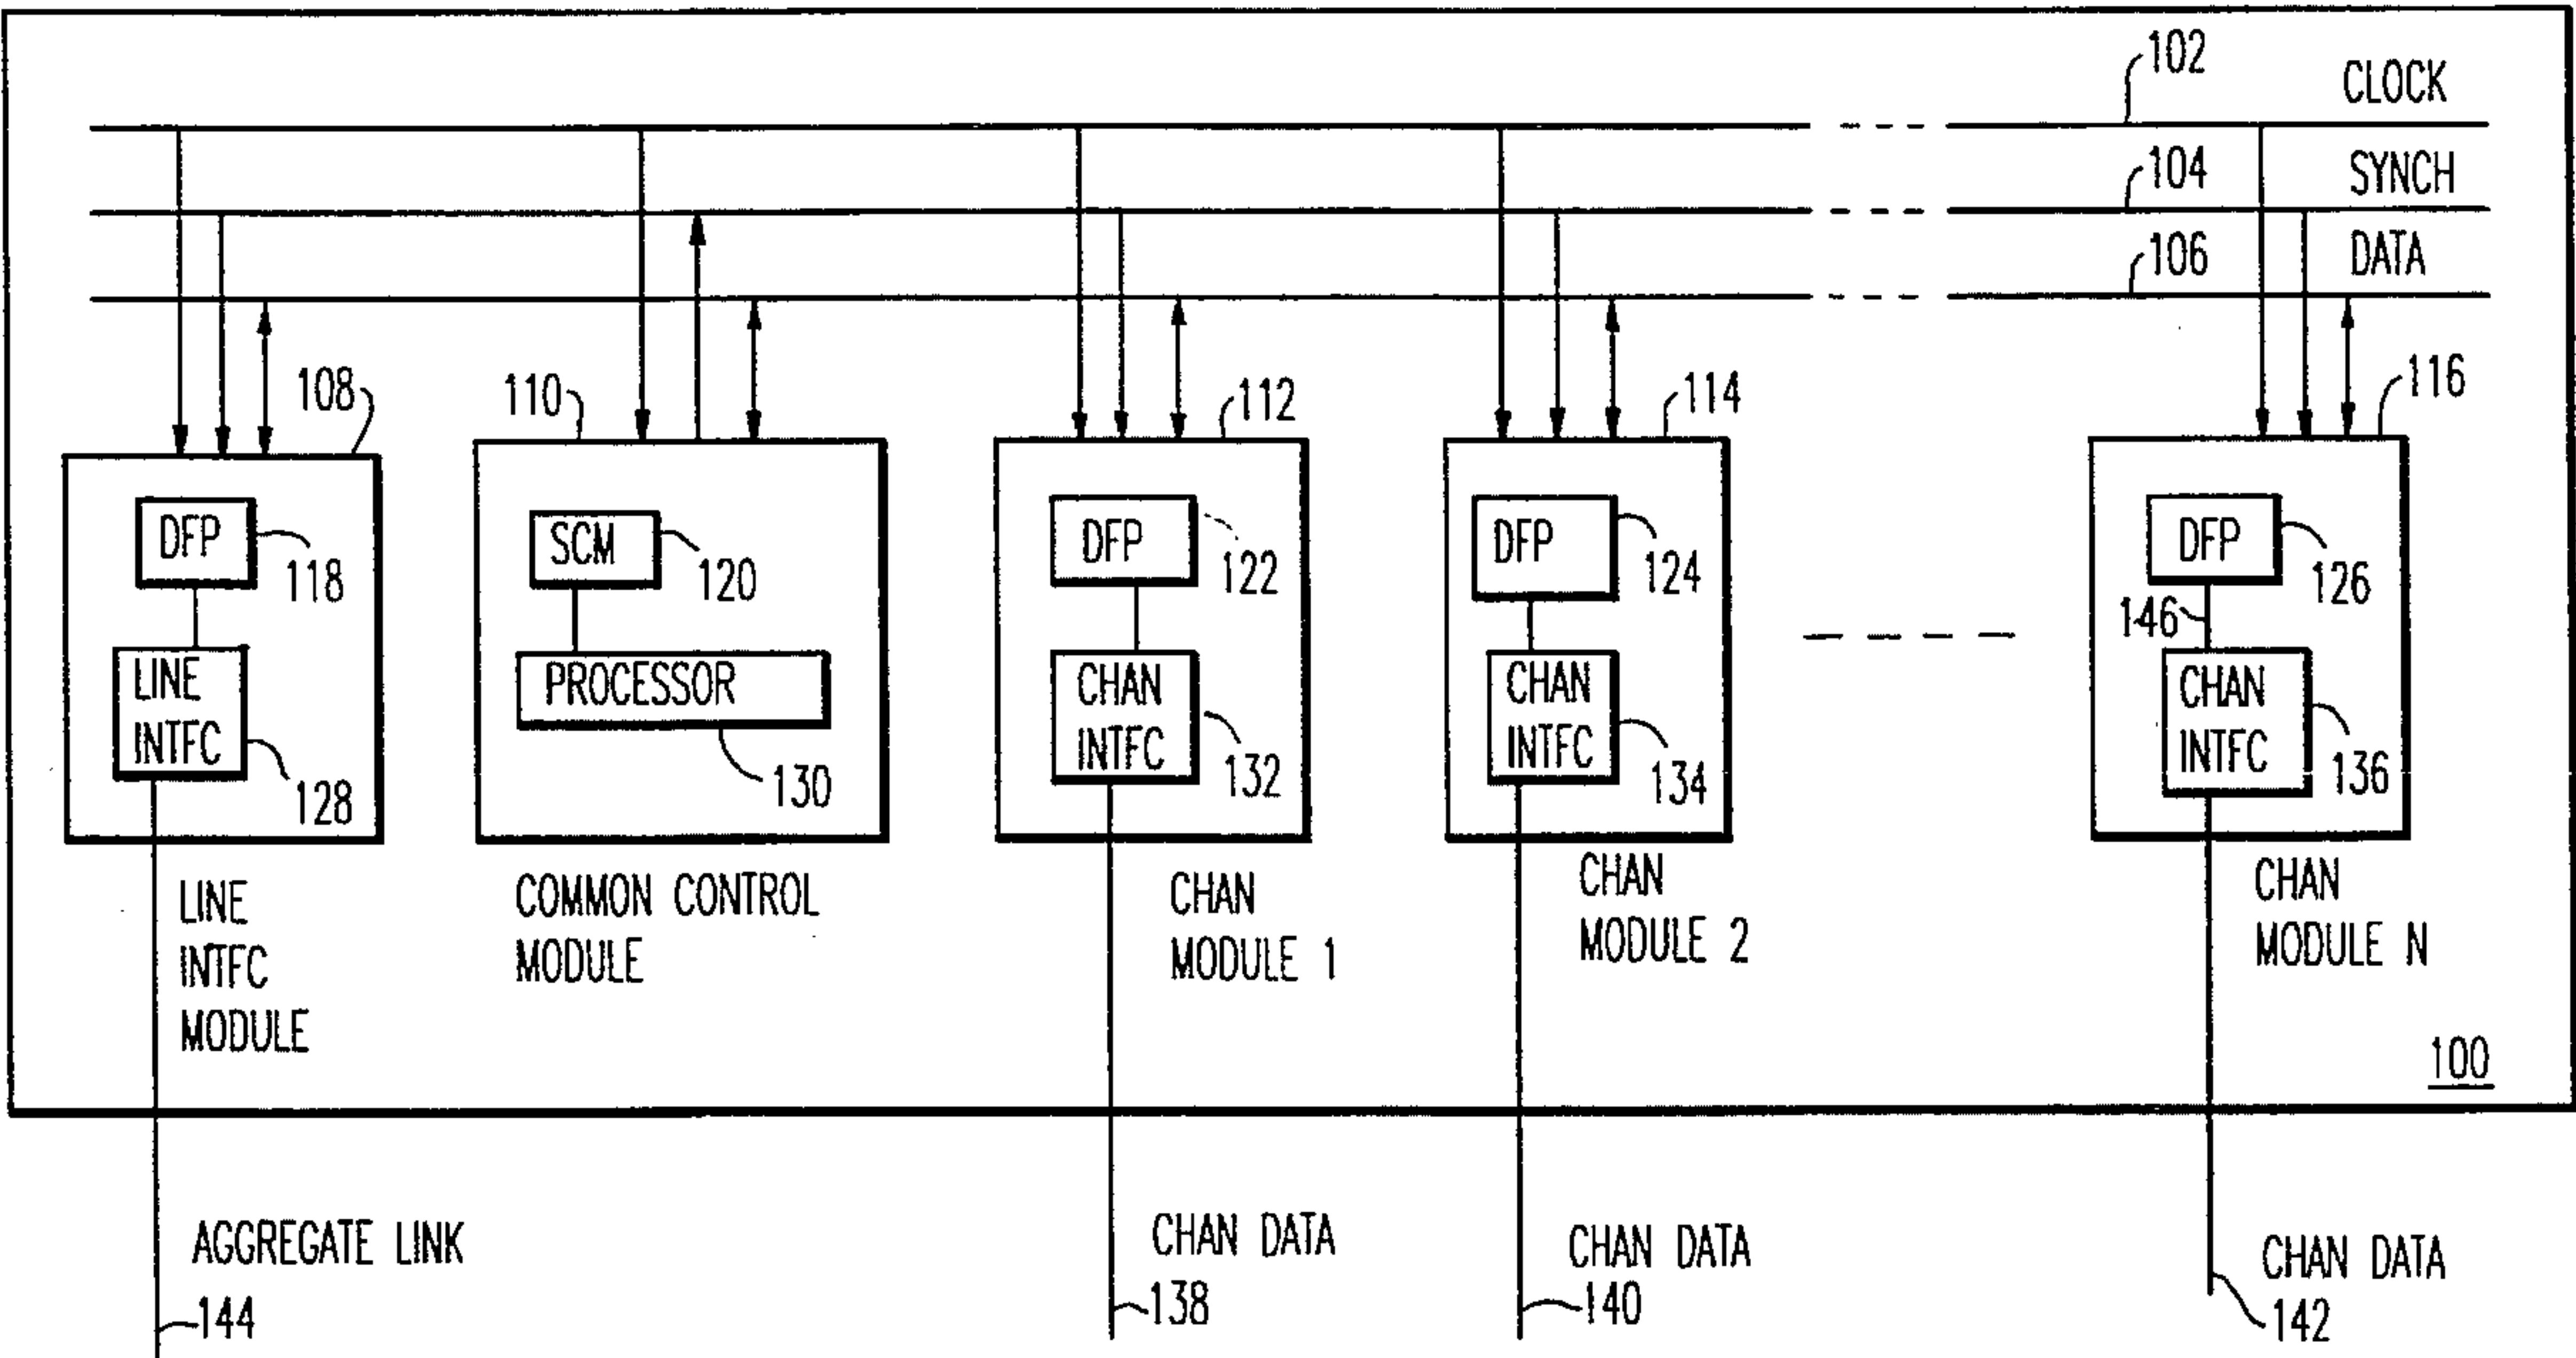 102
CLOCK
104
SYNCH
106
DATA
108
110
112
114
116
DFP
118
SCM
120
DFP
122
DFP
124
DFP
126
146
LINE
INTFC
128
PROCESSOR
130
CHAN
INTFC
132
CHAN
INTFC
134
CHAN
INTFC
136
LINE
INTFC
MODULE
COMMON CONTROL
MODULE
CHAN
MODULE 1
CHAN
MODULE 2
CHAN
MODULE N
100
AGGREGATE LINK
144
CHAN DATA
138
CHAN DATA
140
CHAN DATA
142